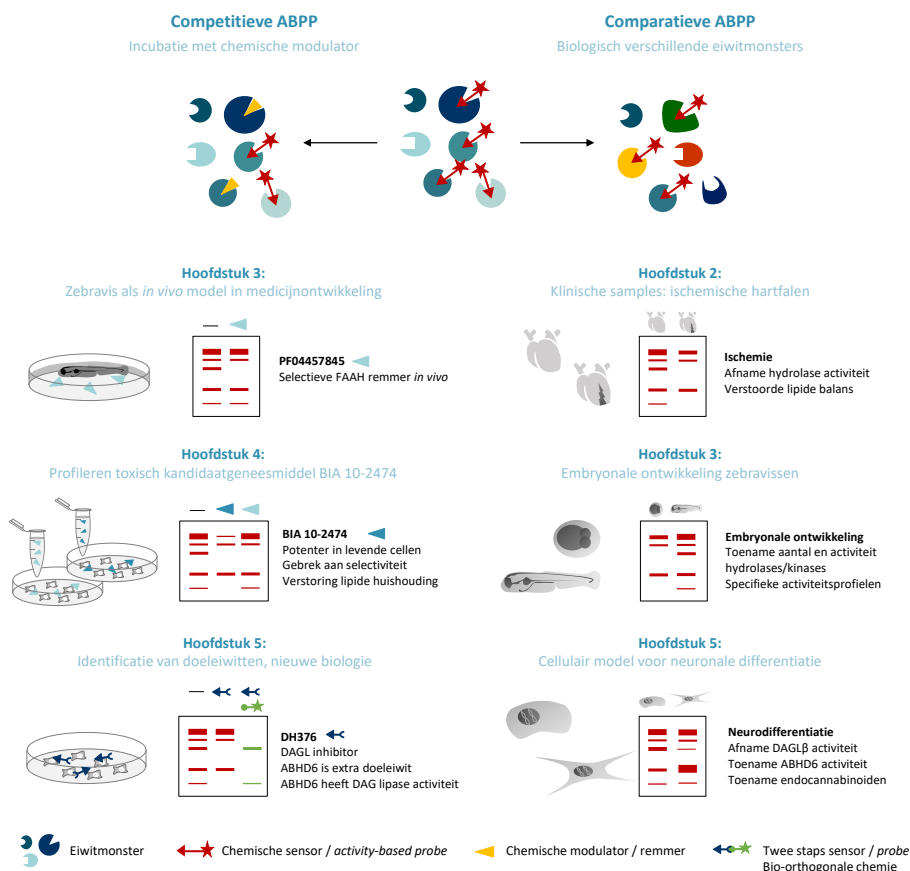 Competitieve ABPP
Incubatie met chemische modulator
Comparatieve ABPP
Biologisch verschillende eiwitmonsters
Hoofdstuk 3:
Zebravis als in vivo model in medicijnontwikkeling
PF04457845
Selectieve FAAH remmer in vivo
Hoofdstuk 2:
Klinische samples: ischemische hartfalen
Ischemie
Afname hydrolase activiteit
Verstoorde lipide balans
Hoofdstuk 4:
Profileren toxisch kandidaatgeneesmiddel BIA 10-2474
BIA 10-2474
Potenter in levende cellen
Gebrek aan selectiviteit
Verstoring lipide huishouding
Hoofdstuk 3:
Embryonale ontwikkeling zebravissen
Embryonale ontwikkeling
Toename aantal en activiteit
hydrolases/kinases
Specifieke activiteitsprofielen
Hoofdstuk 5:
Identificatie van doeleiwitten, nieuwe biologie
DH376
DAGL inhibitor
ABHD6 is extra doeleiwit
ABHD6 heeft DAG lipase activiteit
Hoofdstuk 5:
Cellulair model voor neuronale differentiatie
Neurodifferentiatie
Afname DAGLβ activiteit
Toename ABHD6 activiteit
Toename endocannabinoiden
Eiwitmonster
Chemische sensor / activity-based probe
Chemische modulator / remmer
Twee staps sensor / probe
Bio-orthogonale chemie